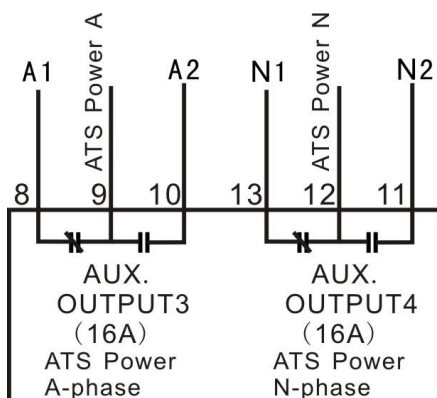 A1
ATS Power A
A2
N1
ATS Power N
N2
8
9
10
13
12
11
AUX.
OUTPUT3
(16A)
ATS Power
A-phase
AUX.
OUTPUT4
(16A)
ATS Power
N-phase